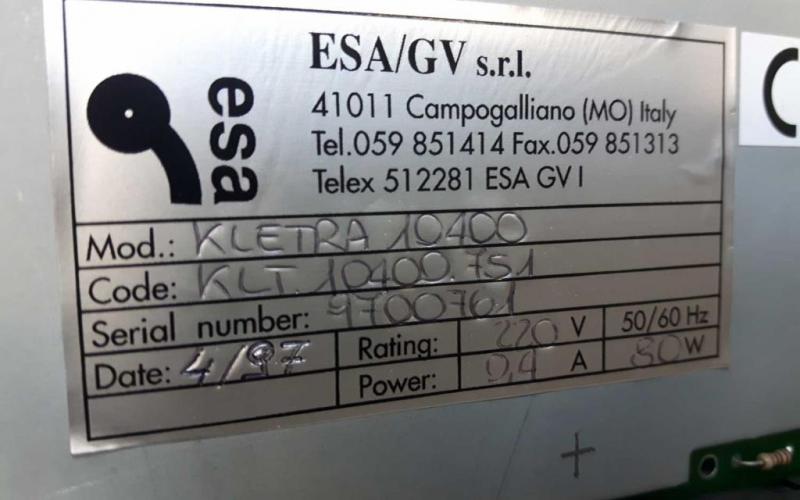 esa
ESA/GV s.r.l.
41011 Campogalliano (MO) Italy
Tel.059 851414 Fax.059 851313
Telex 512281 ESA GV I
Mod.: KLETRA 10400
Code: KLT.10400.751
Serial number: 9700761
Date: 4/97 Rating: 220 V 50/60 Hz
Power: 0,4 A 80 W